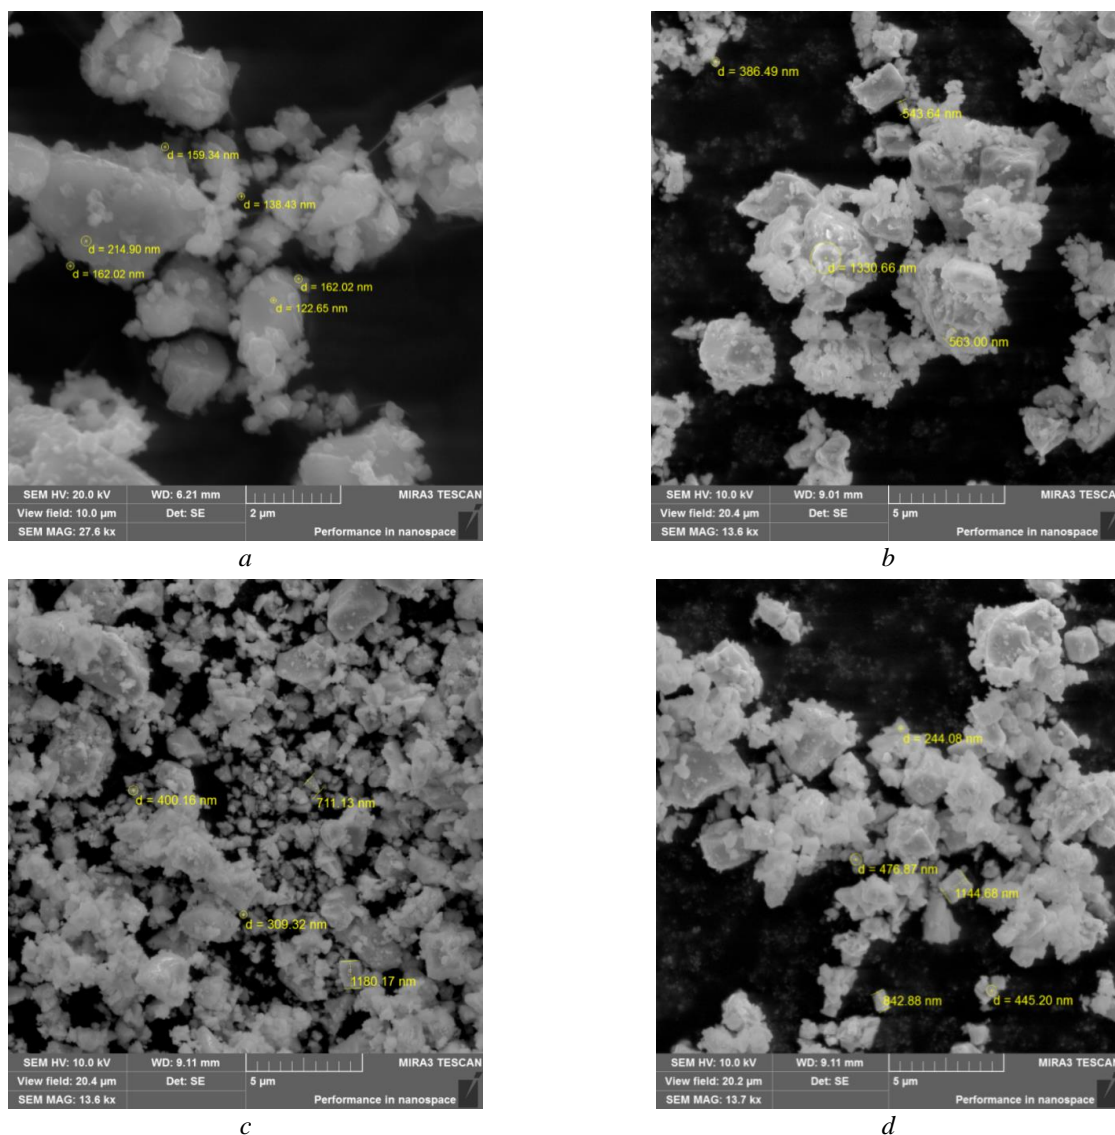 d = 159.34 nm
d = 138.43 nm
d = 214.90 nm
d = 162.02 nm
d = 162.02 nm
d = 122.65 nm
SEM HV: 20.0 kV WD: 6.21 mm MIRA3 TESCAN
View field: 10.0 µm Det: SE 2 µm
SEM MAG: 27.6 kx Performance in nanospace
a
d = 386.49 nm
543.64 nm
d = 1330.66 nm
563.00 nm
SEM HV: 10.0 kV WD: 9.01 mm MIRA3 TESCA
View field: 20.4 µm Det: SE 5 µm
SEM MAG: 13.6 kx Performance in nanospace
b
d = 400.16 nm
711.13 nm
d = 309.32 nm
1180.17 nm
SEM HV: 10.0 kV WD: 9.11 mm MIRA3 TESCAN
View field: 20.4 µm Det: SE 5 µm
SEM MAG: 13.6 kx Performance in nanospace
c
d = 244.08 nm
d = 476.87 nm
1144.68 nm
842.88 nm
d = 445.20 nm
SEM HV: 10.0 kV WD: 9.11 mm MIRA3 TESCA
View field: 20.2 µm Det: SE 5 µm
SEM MAG: 13.7 kx Performance in nanospace
d